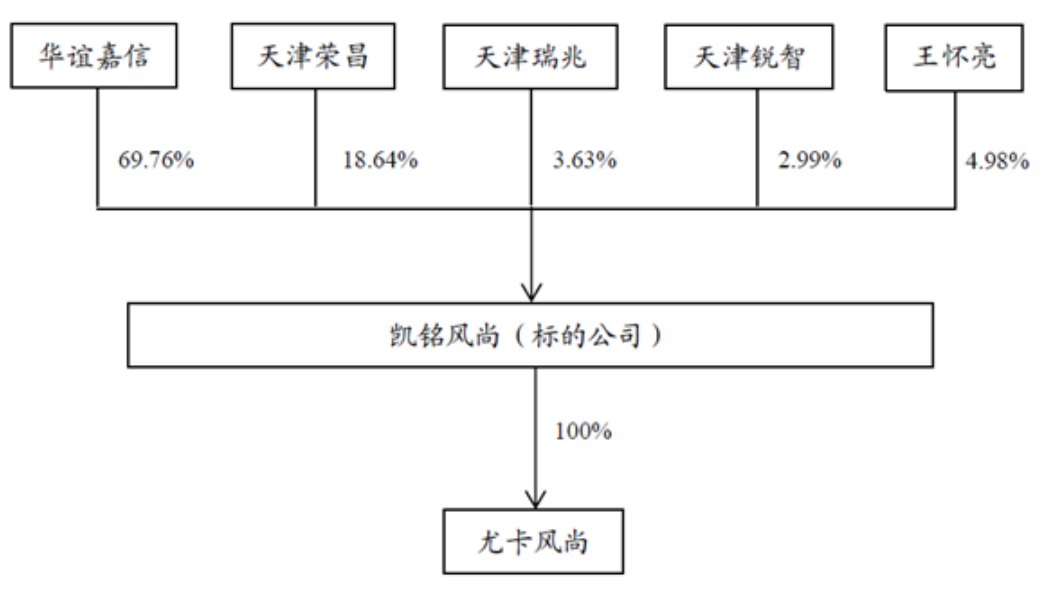 华谊嘉信 天津荣昌 天津瑞兆 天津锐智 王怀亮
69.76% 18.64% 3.63% 2.99% 4.98%
凯铭风尚（标的公司）
100%
尤卡风尚